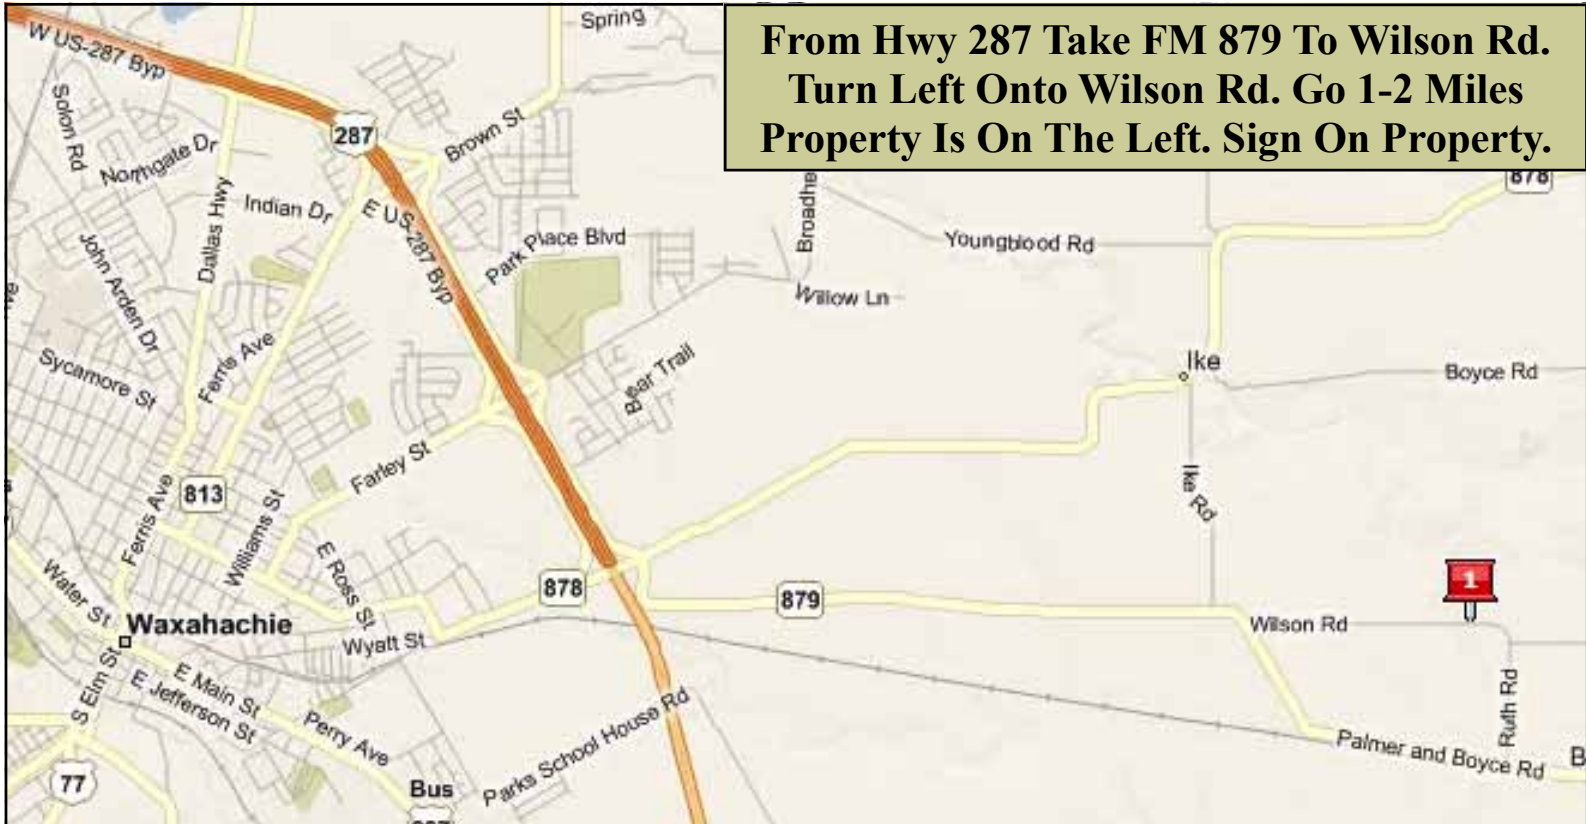 From Hwy 287 Take FM 879 To Wilson Rd.
Turn Left Onto Wilson Rd. Go 1-2 Miles
Property Is On The Left. Sign On Property.
Spring
W US-287 Byp
Solon Rd
287
Brown St
Northgate Dr
878
Dallas Hwy
Indian Dr
E US-287 Byp
Park Place Blvd
Youngblood Rd
John Arden Dr
Willow Ln
Ferris Ave
Sycamore St
Bear Trail
Ike
Boyce Rd
Farley St
813
Ike Rd
Ferris Ave
Williams St
E Ross St
878
879
1
Water St
Waxahachie
Wyatt St
Wilson Rd
S Elm St
E Main St
E Jefferson St
Perry Ave
Parks School House Rd
Ruth Rd
Palmer and Boyce Rd
77
Bus